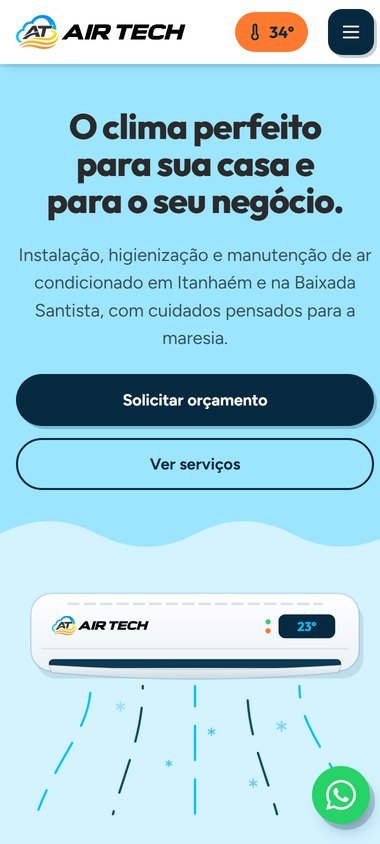 AT AIR TECH
34°
O clima perfeito
para sua casa e
para o seu negócio.
Instalação, higienização e manutenção de ar
condicionado em Itanhaém e na Baixada
Santista, com cuidados pensados para a
maresia.
Solicitar orçamento
Ver serviços
AT AIR TECH
23°